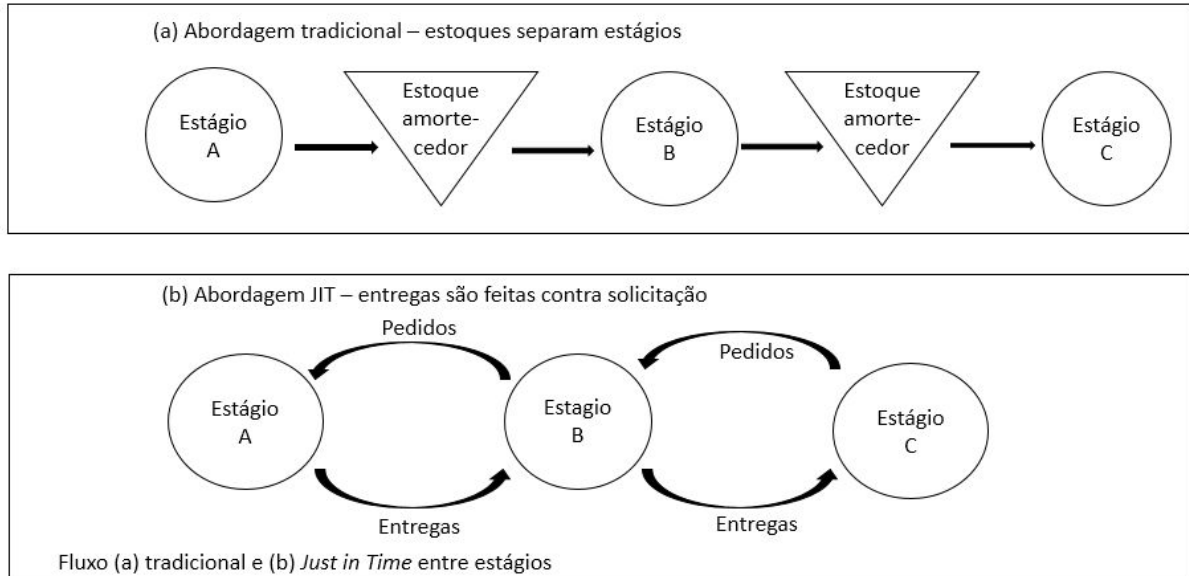 (a) Abordagem tradicional – estoques separam estágios
Estágio
A
Estoque
amorte-
cedor
Estágio
B
Estoque
amorte-
cedor
Estágio
C
(b) Abordagem JIT – entregas são feitas contra solicitação
Pedidos
Pedidos
Estágio
A
Estagio
B
Estágio
C
Entregas
Entregas
Fluxo (a) tradicional e (b) Just in Time entre estágios